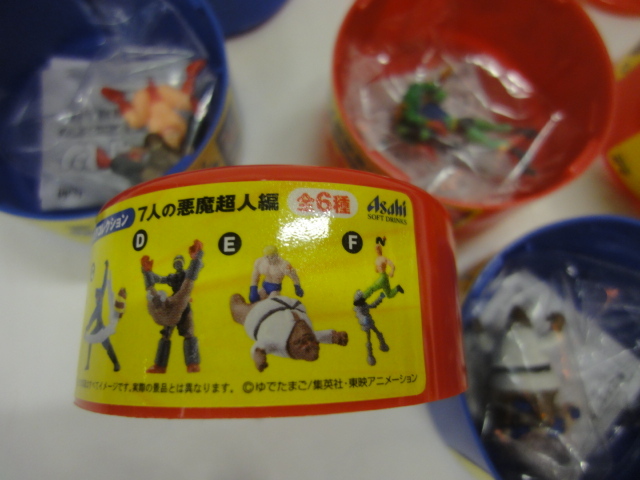 コレクション 7人の悪魔超人編 全6種 Asahi
SOFT DRINKS
D E F
イメージです。実際の景品とは異なります。 ©ゆでたまご/集英社・東映アニメーション